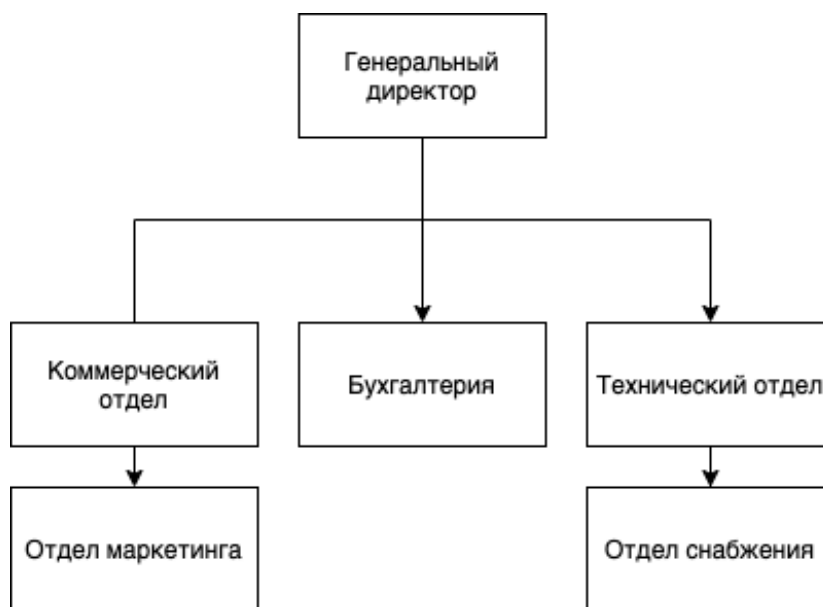 Генеральный
директор
Коммерческий
отдел
Бухгалтерия
Технический отдел
Отдел маркетинга
Отдел снабжения